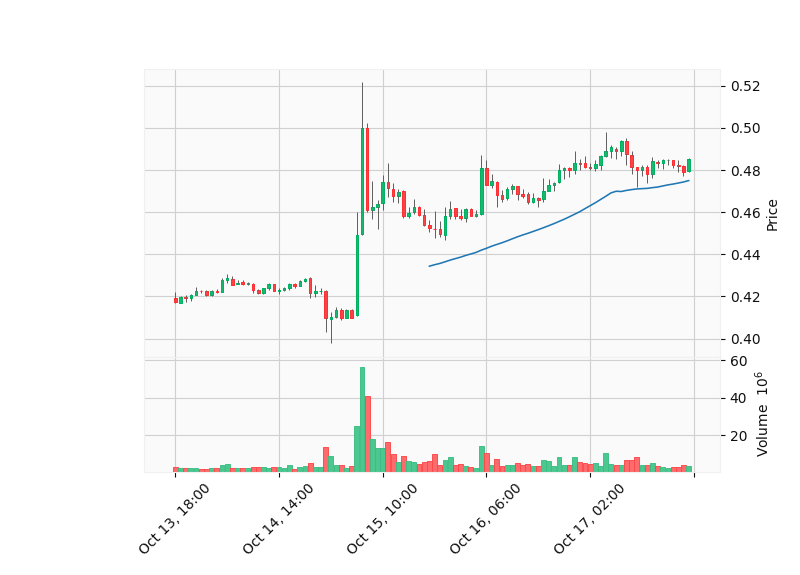 0.52
0.50
0.48
0.46
0.44
0.42
0.40
Price
60
40
20
Volume 10^6
Oct 13, 18:00
Oct 14, 14:00
Oct 15, 10:00
Oct 16, 06:00
Oct 17, 02:00